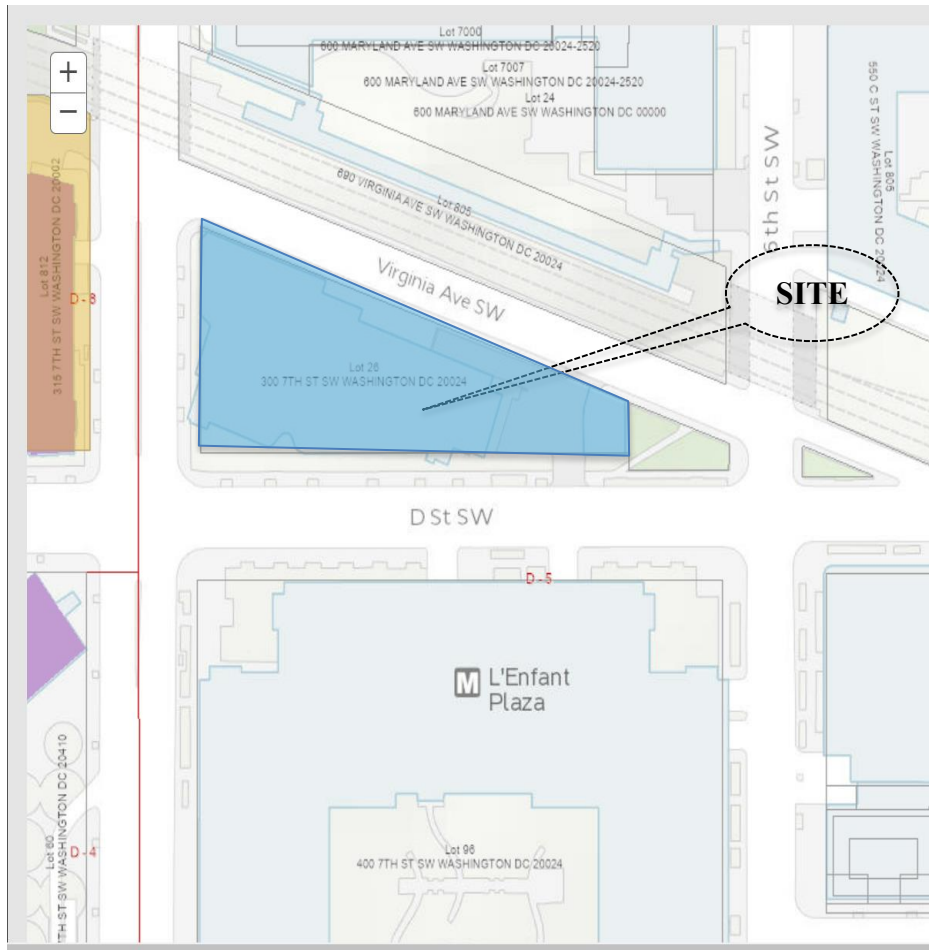 Lot 7000
600 MARYLAND AVE SW WASHINGTON DC 20024-2520
Lot 7007
600 MARYLAND AVE SW WASHINGTON DC 20024-2520
Lot 24
600 MARYLAND AVE SW WASHINGTON DC 00000
+
−
Lot 805
550 C ST SW WASHINGTON DC 20024
6th St SW
Lot 805
690 VIRGINIA AVE SW WASHINGTON DC 20024
Lot 812
315 7TH ST SW WASHINGTON DC 20002
D - 8
Virginia Ave SW
SITE
Lot 26
300 7TH ST SW WASHINGTON DC 20024
D St SW
D - 5
M
L'Enfant
Plaza
Lot 60
7TH ST SW WASHINGTON DC 20410
D - 4
Lot 96
400 7TH ST SW WASHINGTON DC 20024